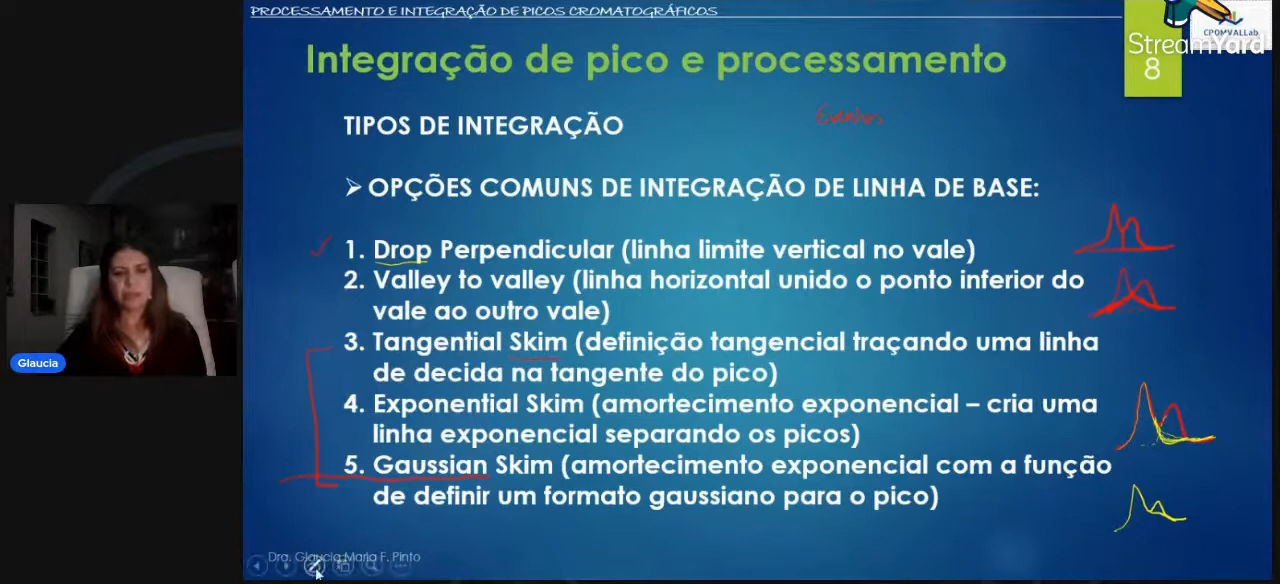 PROCESSAMENTO E INTEGRAÇÃO DE PICOS CROMATOGRÁFICOS
CPOMVALLab
StreamYard
8
Integração de pico e processamento
TIPOS DE INTEGRAÇÃO
Eventos
➢ OPÇÕES COMUNS DE INTEGRAÇÃO DE LINHA DE BASE:
1. Drop Perpendicular (linha limite vertical no vale)
2. Valley to valley (linha horizontal unido o ponto inferior do
vale ao outro vale)
3. Tangential Skim (definição tangencial traçando uma linha
de decida na tangente do pico)
4. Exponential Skim (amortecimento exponencial – cria uma
linha exponencial separando os picos)
5. Gaussian Skim (amortecimento exponencial com a função
de definir um formato gaussiano para o pico)
Glaucia
Dra. Glaucia Maria F. Pinto